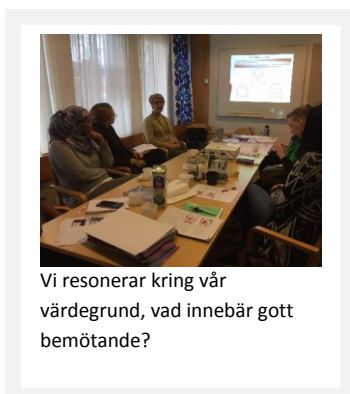 Vi resonerar kring vår
värdegrund, vad innebär gott
bemötande?